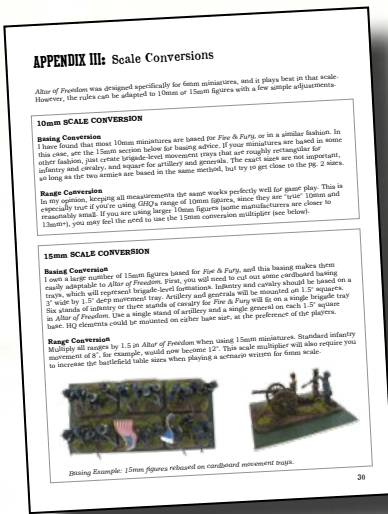 APPENDIX III: Scale Conversions
Altar of Freedom was designed specifically for 6mm miniatures, and it plays best in that scale.
However, the rules can be adapted to 10mm or 15mm figures with a few simple adjustments.
10mm SCALE CONVERSION
Basing Conversion
I have found that most 10mm miniatures are based for Fire & Fury, or in a similar fashion. In
this case, see the 15mm section below for basing advice. If your miniatures are based in some
other fashion, just create brigade-level movement trays that are roughly rectangular for
infantry and cavalry, and square for artillery and generals. The exact sizes are not important,
so long as the two armies are based in the same method, but try to get close to the pg. 2 sizes.
Range Conversion
In my opinion, keeping all measurements the same works perfectly well for game play. This is
especially true if you're using GHQ's range of 10mm figures, since they are "true" 10mm and
reasonably small. If you are using larger 10mm figures (some manufacturers are closer to
13mm+), you may feel the need to use the 15mm conversion multiplier (see below).
15mm SCALE CONVERSION
Basing Conversion
I own a large number of 15mm figures based for Fire & Fury, and this basing makes them
easily adaptable to Altar of Freedom. First, you will need to cut out some cardboard basing
trays, which will represent brigade-level formations. Infantry and cavalry should be based on a
3" wide by 1.5" deep movement tray. Artillery and generals will be mounted on 1.5" squares.
Six stands of infantry or three stands of cavalry for Fire & Fury will fit on a single brigade tray
in Altar of Freedom. Use a single stand of artillery and a single general on each 1.5" square
base. HQ elements could be mounted on either base size, at the preference of the players.
Range Conversion
Multiply all ranges by 1.5 in Altar of Freedom when using 15mm miniatures. Standard infantry
movement of 8", for example, would now become 12". This scale multiplier will also require you
to increase the battlefield table sizes when playing a scenario written for 6mm scale.
Basing Example: 15mm figures rebased on cardboard movement trays.
30